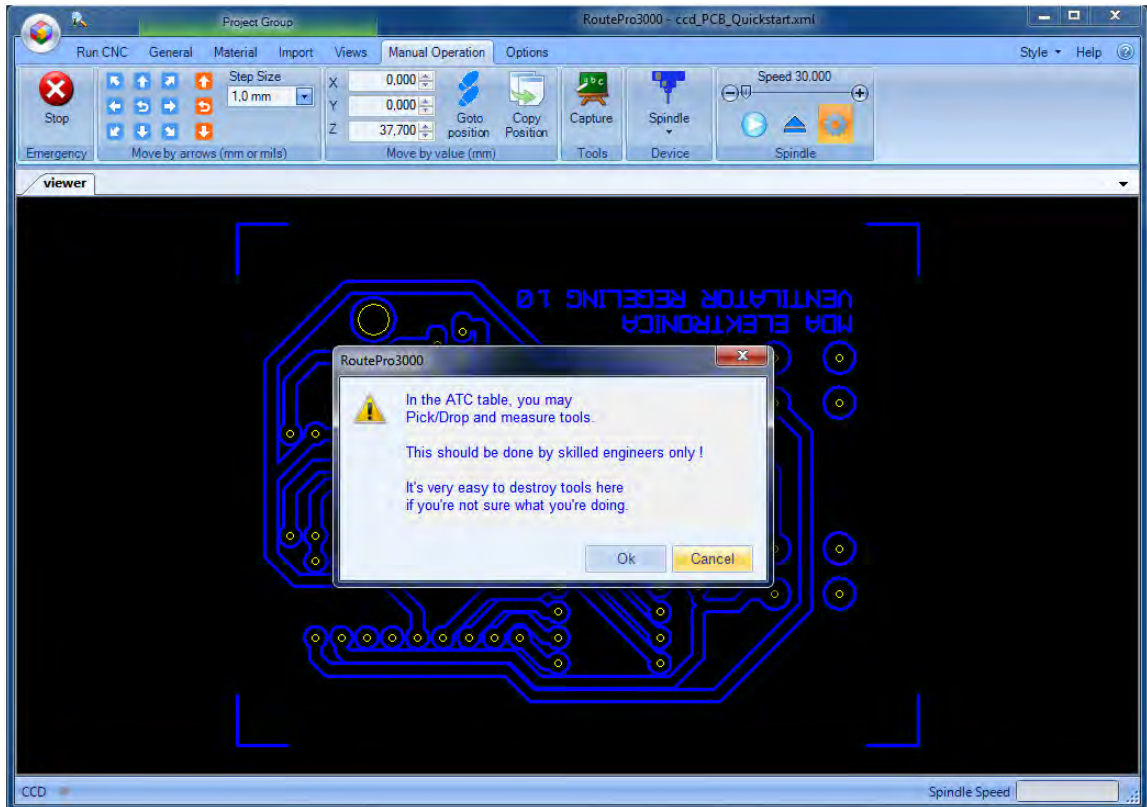 Project Group
RoutePro3000 - ccd_PCB_Quickstart.xml
Run CNC General Material Import Views Manual Operation Options Style Help
Stop
Emergency
Step Size
1,0 mm
Move by arrows (mm or mils)
X 0,000
Y 0,000
Z 37,700
Goto
position
Copy
Position
Move by value (mm)
abc
Capture
Tools
Spindle
Device
Speed 30.000
Spindle
viewer
VENTILATOR REGELING 1.0
MDA ELEKTRONICA
RoutePro3000
In the ATC table, you may
Pick/Drop and measure tools.
This should be done by skilled engineers only !
It's very easy to destroy tools here
if you're not sure what you're doing.
Ok Cancel
CCD
Spindle Speed